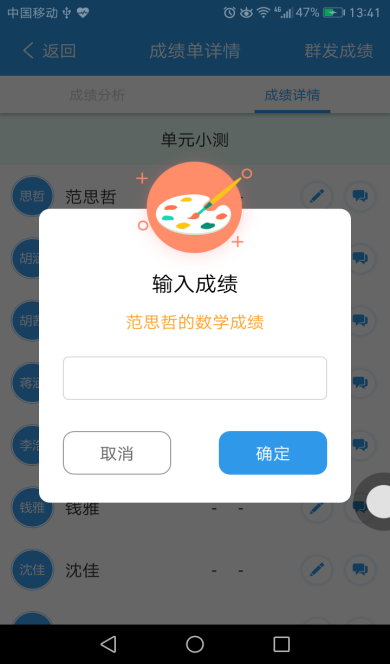 中国移动 46 47% 13:41
返回 成绩单详情 群发成绩
成绩分析 成绩详情
单元小测
思哲 范思哲 -
胡涵
输入成绩
范思哲的数学成绩
取消 确定
钱雅 钱雅 - -
沈佳 沈佳 - -